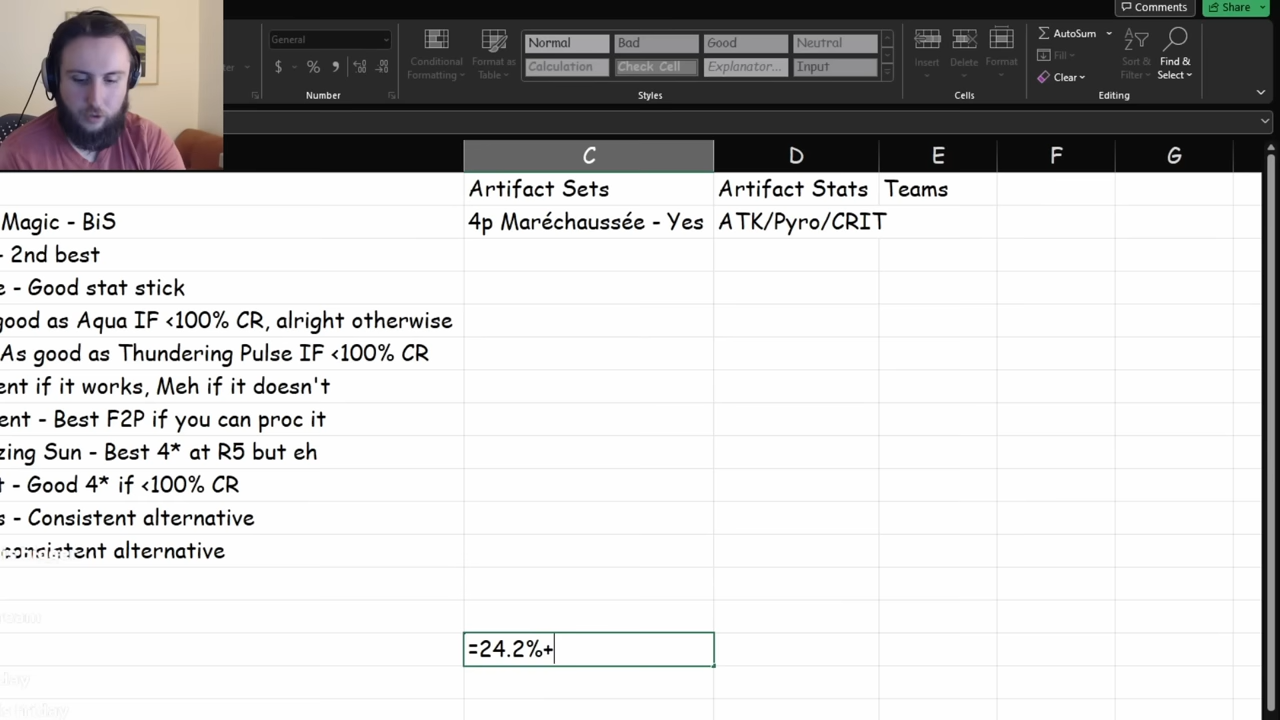 Comments Share
General
$ %
Conditional Formatting
Format as Table
Normal Bad Good Neutral
Calculation Check Cell Explanator... Input
Insert Delete Format
AutoSum
Fill
Clear
Sort & Filter
Find & Select
Number Styles Cells Editing
C D E F G
Artifact Sets Artifact Stats Teams
Magic - BiS 4p Maréchaussée - Yes ATK/Pyro/CRIT
- 2nd best
e - Good stat stick
good as Aqua IF <100% CR, alright otherwise
As good as Thundering Pulse IF <100% CR
ent if it works, Meh if it doesn't
ent - Best F2P if you can proc it
zing Sun - Best 4* at R5 but eh
t - Good 4* if <100% CR
s - Consistent alternative
consistent alternative
=24.2%+